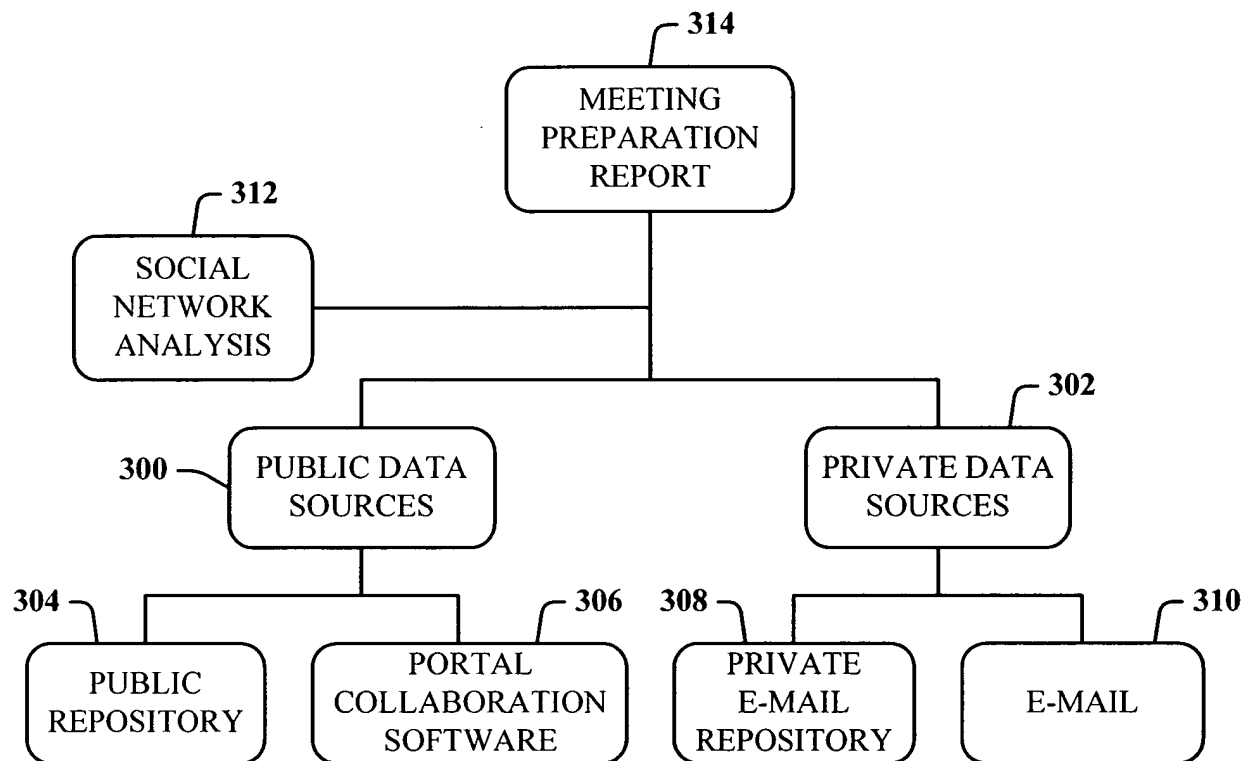 314
MEETING
PREPARATION
REPORT
312
SOCIAL
NETWORK
ANALYSIS
302
300
PUBLIC DATA
SOURCES
PRIVATE DATA
SOURCES
304
306
308
310
PUBLIC
REPOSITORY
PORTAL
COLLABORATION
SOFTWARE
PRIVATE
E-MAIL
REPOSITORY
E-MAIL